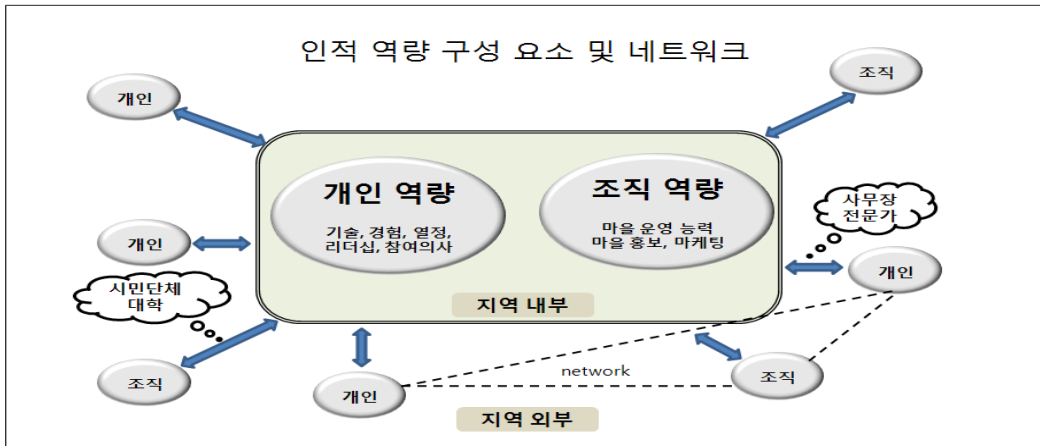 인적 역량 구성 요소 및 네트워크
개인
조직
개인 역량
기술, 경험, 열정,
리더십, 참여의사
조직 역량
마을 운영 능력
마을 홍보, 마케팅
사무장
전문가
개인
개인
시민단체
대학
지역 내부
조직
개인
network
조직
지역 외부